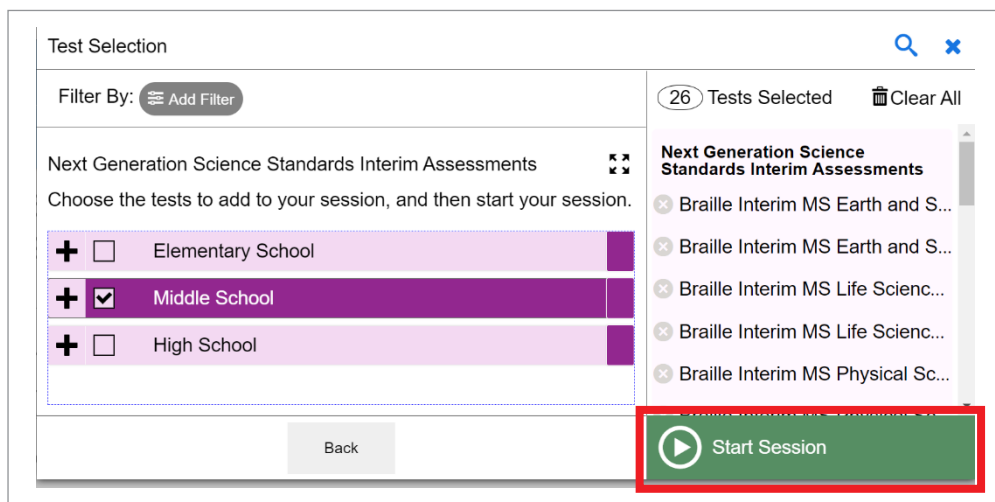 Test Selection
Filter By: Add Filter
26 Tests Selected Clear All
Next Generation Science Standards Interim Assessments
Choose the tests to add to your session, and then start your session.
Elementary School
Middle School
High School
Next Generation Science
Standards Interim Assessments
Braille Interim MS Earth and S...
Braille Interim MS Earth and S...
Braille Interim MS Life Scienc...
Braille Interim MS Life Scienc...
Braille Interim MS Physical Sc...
Back
Start Session